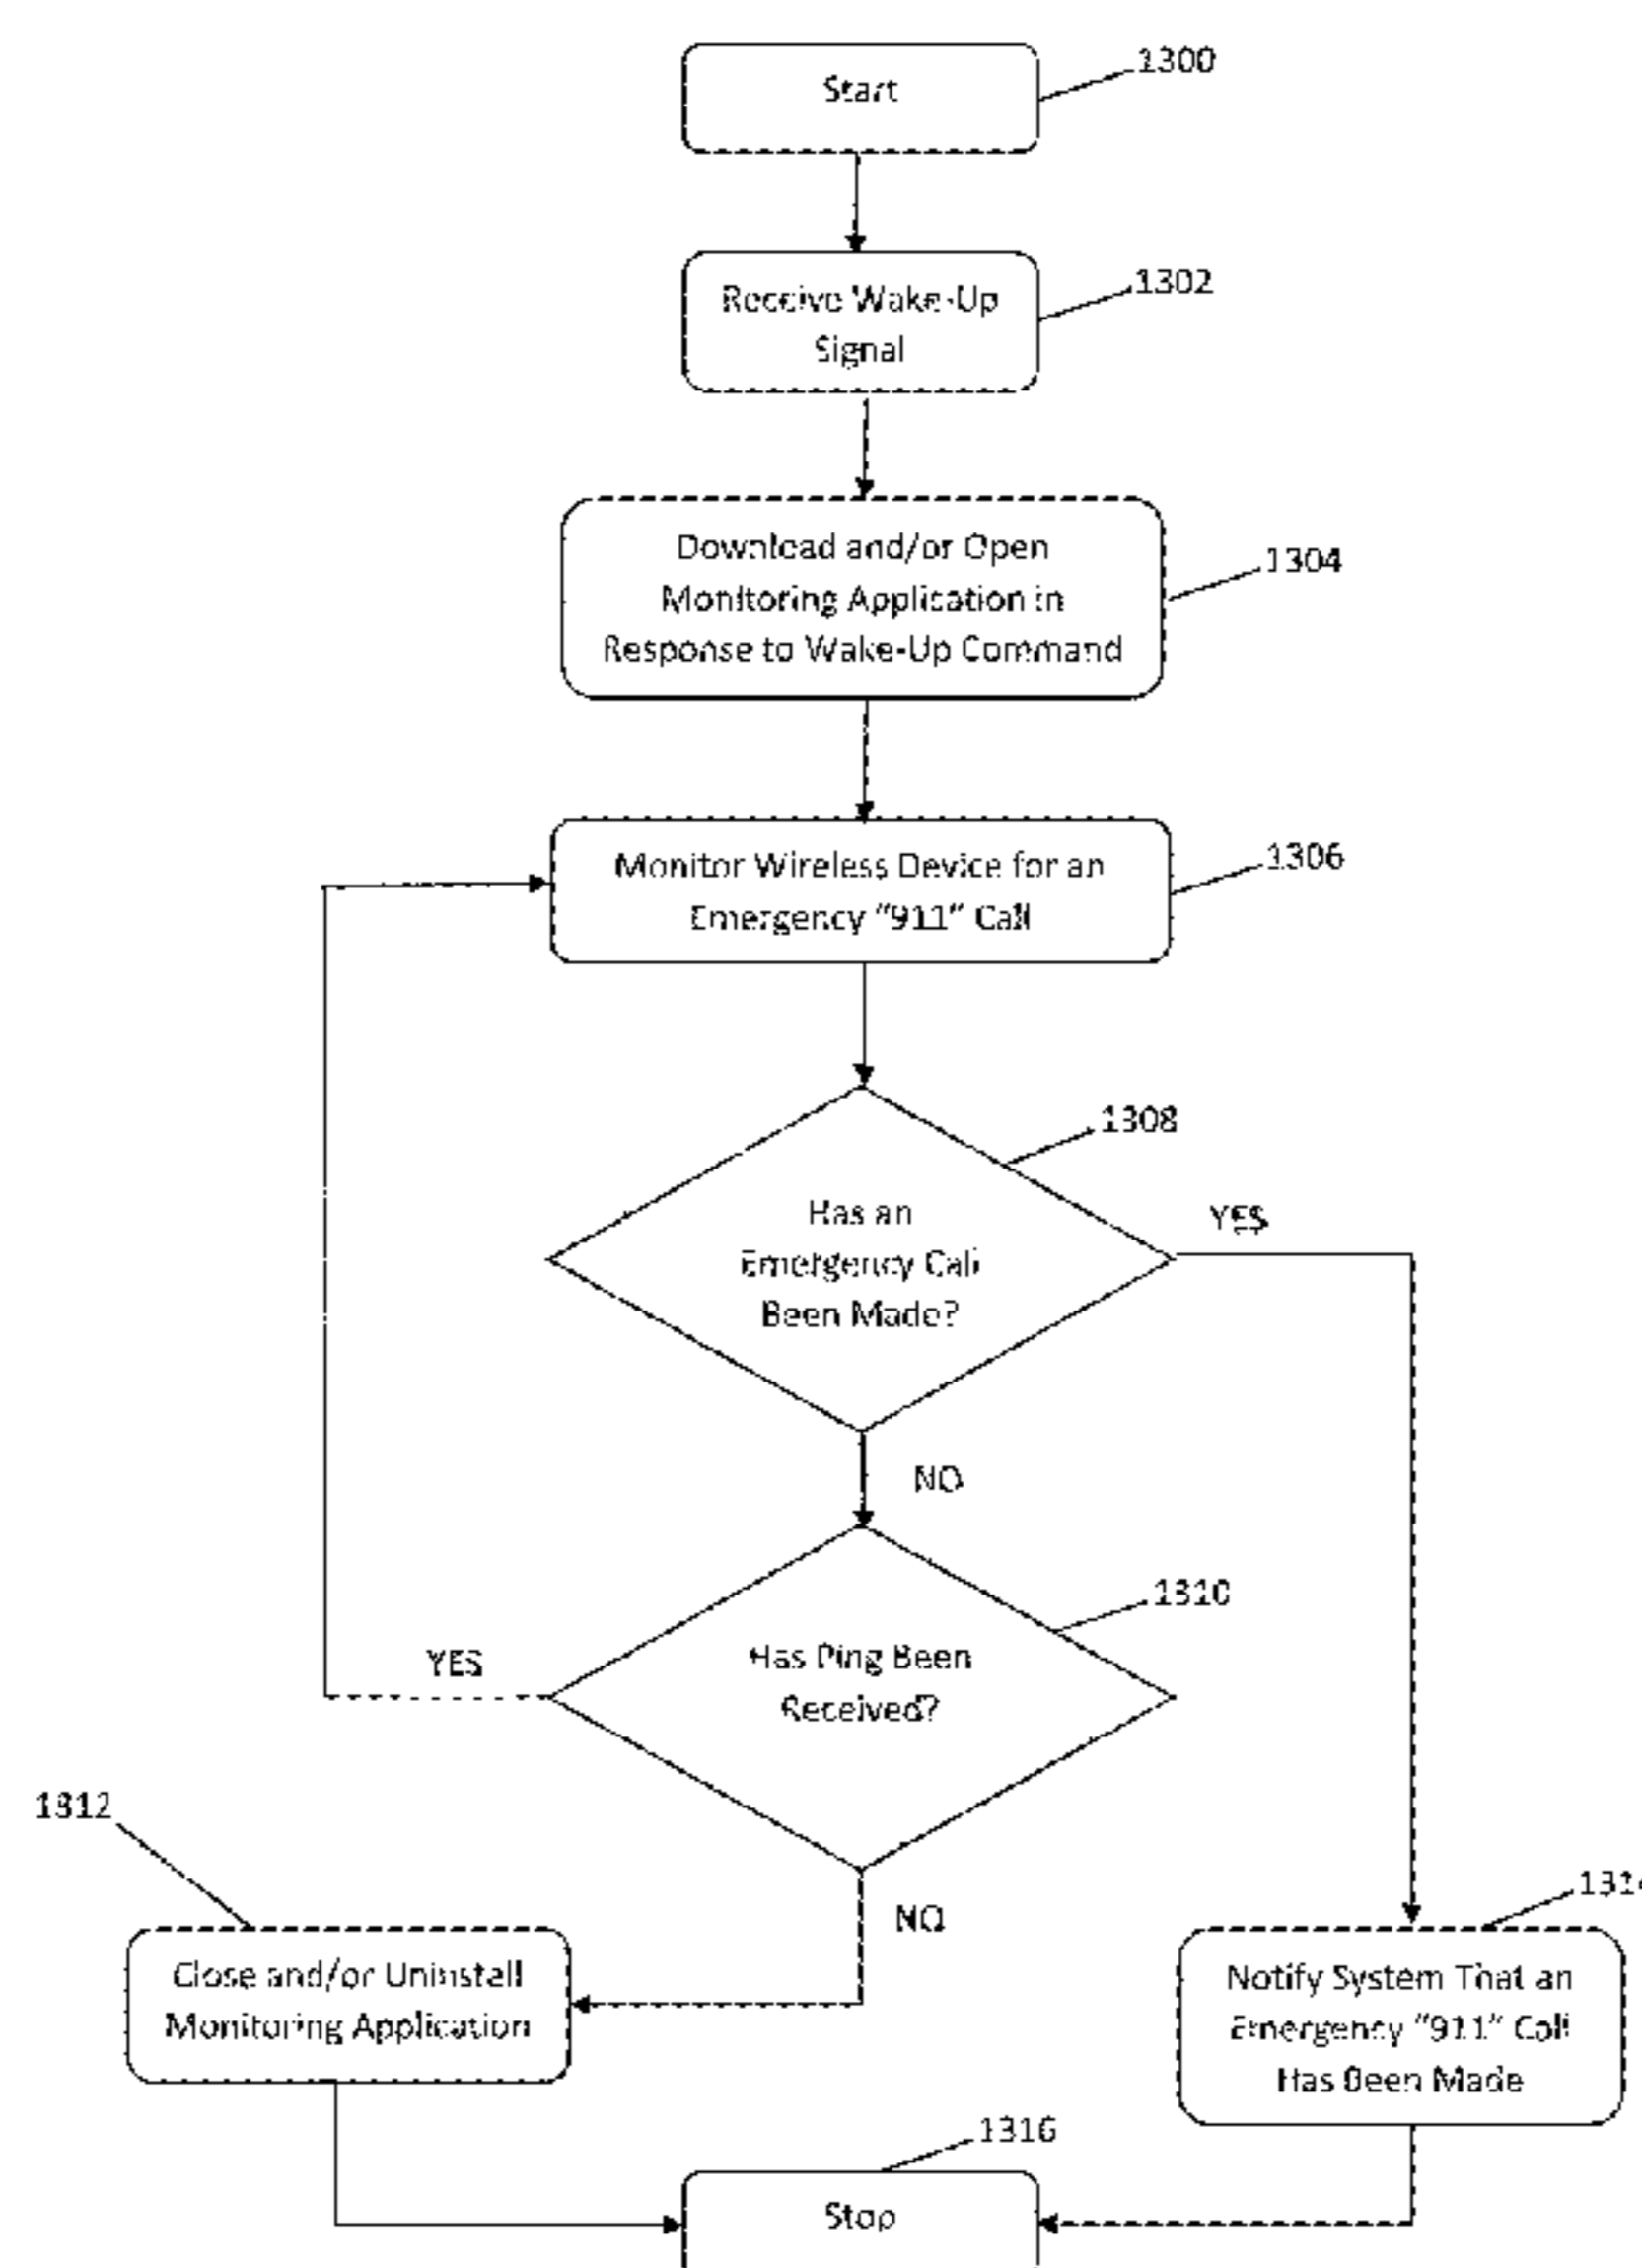 Start
1300
Receive Wake-Up
Signal
1302
Download and/or Open
Monitoring Application in
Response to Wake-Up Command
1304
Monitor Wireless Device for an
Emergency "911" Call
1306
1308
Has an
Emergency Call
Been Made?
YES
NO
1310
Has Ping Been
Received?
YES
1312
NO
Close and/or Uninstall
Monitoring Application
Notify System That an
Emergency "911" Call
Has Been Made
1316
Stop